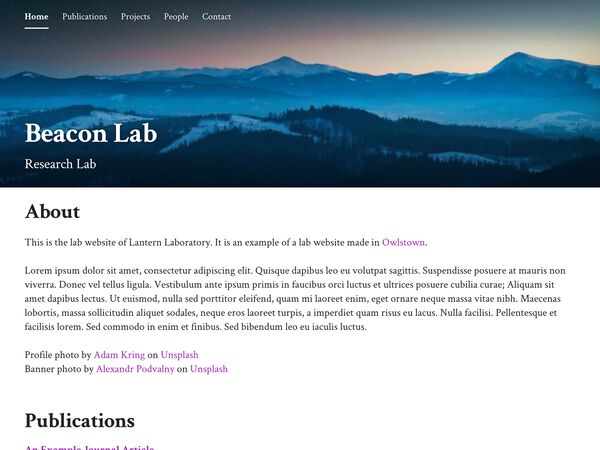 Home Publications Projects People Contact
Beacon Lab
Research Lab
About
This is the lab website of Lantern Laboratory. It is an example of a lab website made in Owlstown.
Lorem ipsum dolor sit amet, consectetur adipiscing elit. Quisque dapibus leo eu volutpat sagittis. Suspendisse posuere at mauris non
viverra. Donec vel tellus ligula. Vestibulum ante ipsum primis in faucibus orci luctus et ultrices posuere cubilia curae; Aliquam sit
amet dapibus lectus. Ut euismod, nulla sed porttitor eleifend, quam mi laoreet enim, eget ornare neque massa vitae nibh. Maecenas
lobortis, massa sollicitudin aliquet sodales, neque eros laoreet turpis, a imperdiet quam risus eu lacus. Nulla facilisi. Pellentesque et
facilisis lorem. Sed commodo in enim et finibus. Sed bibendum leo eu iaculis luctus.
Profile photo by Adam Kring on Unsplash
Banner photo by Alexandr Podvalny on Unsplash
Publications
An Example Journal Article